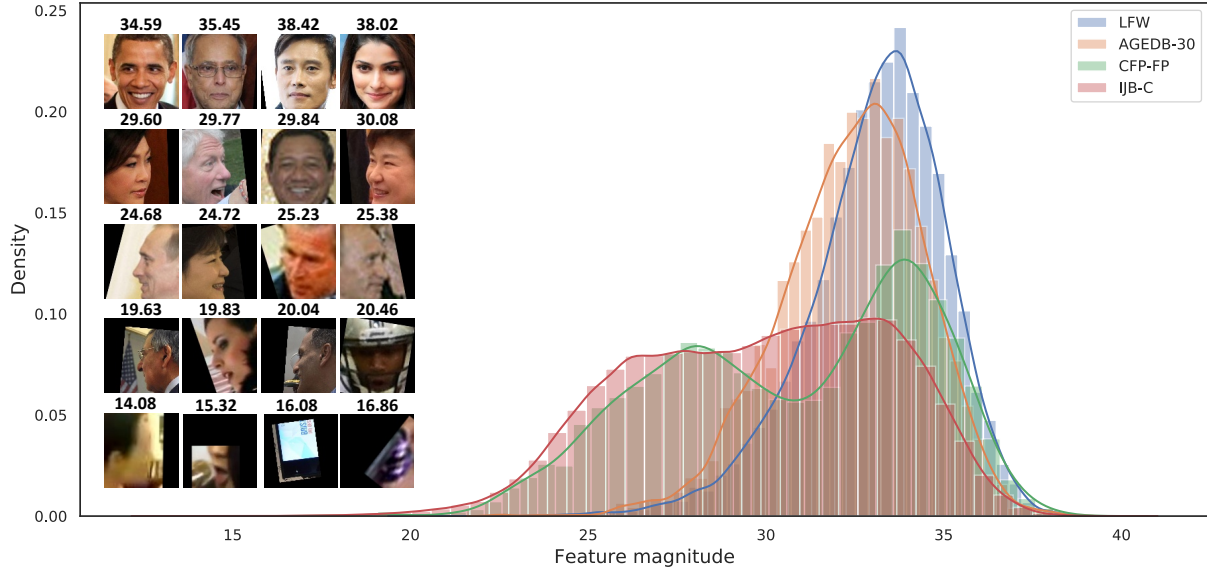 0.25
0.20
0.15
0.10
0.05
0.00
Density
34.59 35.45 38.42 38.02
29.60 29.77 29.84 30.08
24.68 24.72 25.23 25.38
19.63 19.83 20.04 20.46
14.08 15.32 16.08 16.86
LFW
AGEDB-30
CFP-FP
IJB-C
15 20 25 30 35 40
Feature magnitude